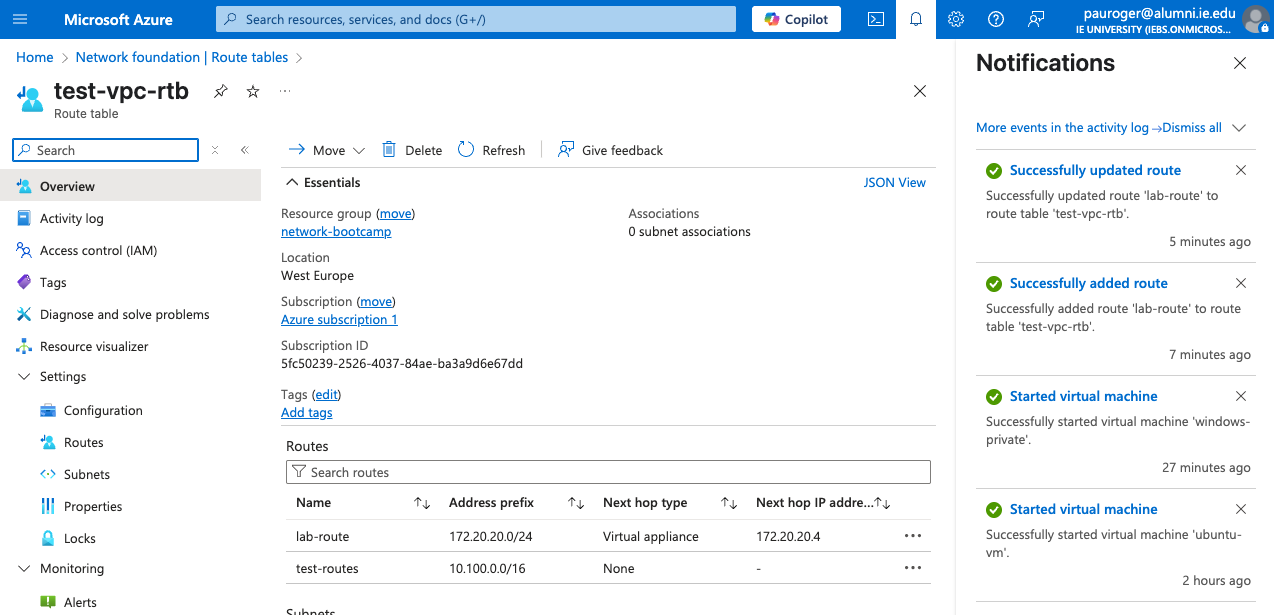 Microsoft Azure
Search resources, services, and docs (G+/)
Copilot
pauroger@alumni.ie.edu
IE UNIVERSITY (IEBS.ONMICROS...
Home > Network foundation | Route tables >
test-vpc-rtb
Route table
Search
Overview
Activity log
Access control (IAM)
Tags
Diagnose and solve problems
Resource visualizer
Settings
Configuration
Routes
Subnets
Properties
Locks
Monitoring
Alerts
Move
Delete
Refresh
Give feedback
Essentials
JSON View
Resource group (move)
network-bootcamp
Location
West Europe
Subscription (move)
Azure subscription 1
Subscription ID
5fc50239-2526-4037-84ae-ba3a9d6e67dd
Tags (edit)
Add tags
Associations
0 subnet associations
Routes
Search routes
Name Address prefix Next hop type Next hop IP addre...
lab-route 172.20.20.0/24 Virtual appliance 172.20.20.4
test-routes 10.100.0.0/16 None -
Subnets
Notifications
More events in the activity log → Dismiss all
Successfully updated route
Successfully updated route 'lab-route' to
route table 'test-vpc-rtb'.
5 minutes ago
Successfully added route
Successfully added route 'lab-route' to route
table 'test-vpc-rtb'.
7 minutes ago
Started virtual machine
Successfully started virtual machine 'windows-
private'.
27 minutes ago
Started virtual machine
Successfully started virtual machine 'ubuntu-
vm'.
2 hours ago